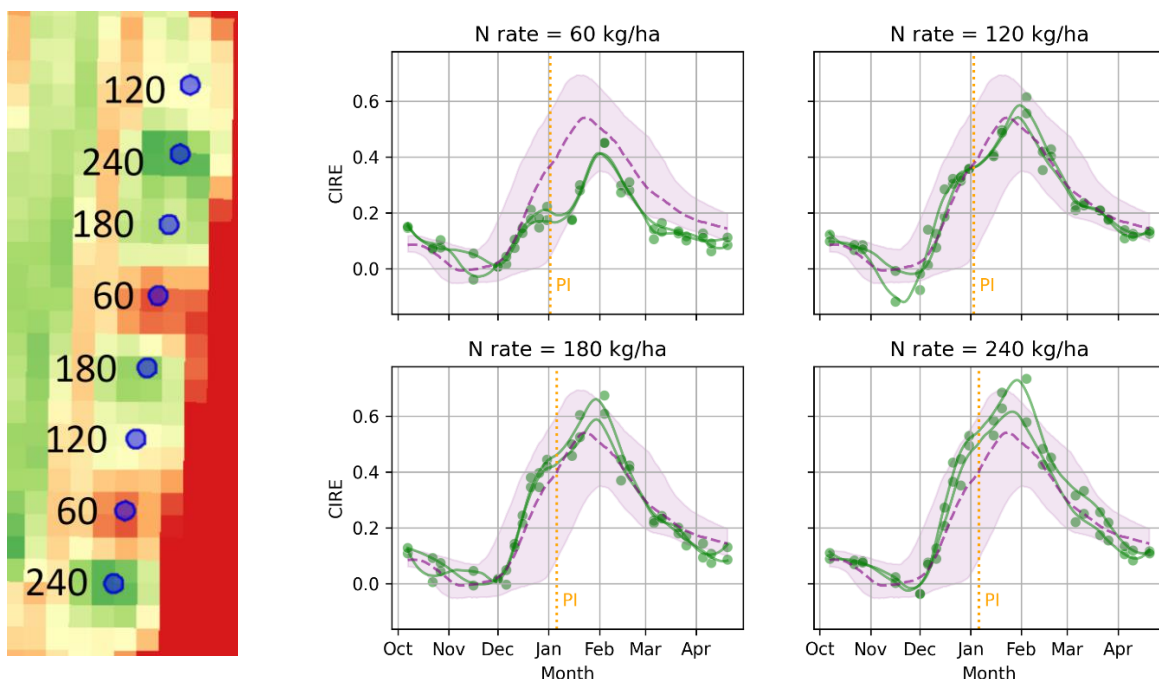 120
240
180
60
180
120
60
240
N rate = 60 kg/ha
CIRE
0.6
0.4
0.2
0.0
PI
N rate = 120 kg/ha
PI
N rate = 180 kg/ha
CIRE
0.6
0.4
0.2
0.0
PI
Oct Nov Dec Jan Feb Mar Apr
Month
N rate = 240 kg/ha
PI
Oct Nov Dec Jan Feb Mar Apr
Month